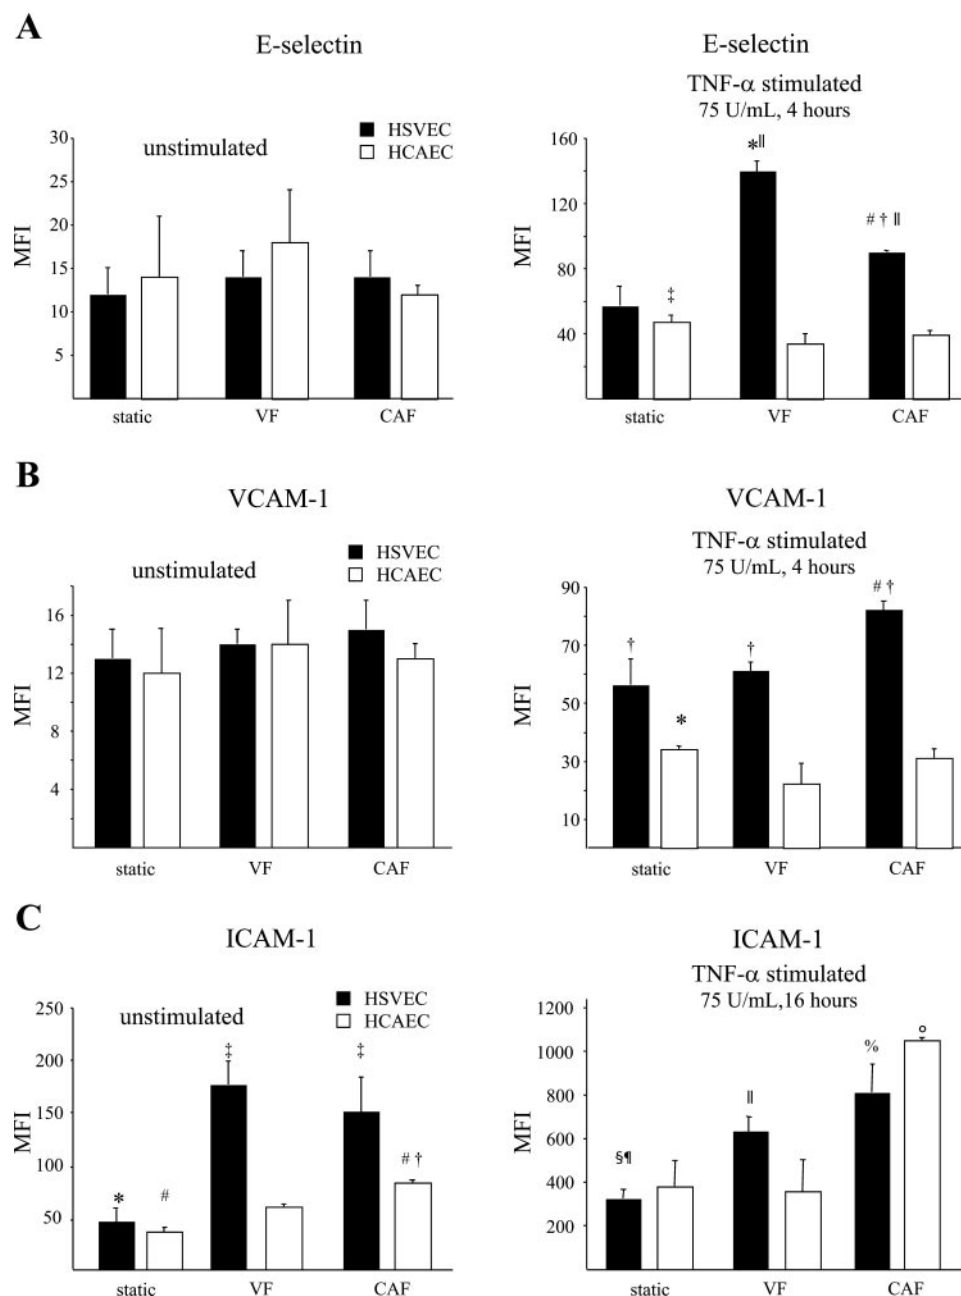 A
E-selectin
unstimulated
HSVEC
HCAEC
MFI
30
25
20
15
10
5
static VF CAF
E-selectin
TNF-α stimulated
75 U/mL, 4 hours
MFI
160
120
80
40
‡
*ǁ
# † ǁ
static VF CAF
B
VCAM-1
unstimulated
HSVEC
HCAEC
MFI
16
12
8
4
static VF CAF
VCAM-1
TNF-α stimulated
75 U/mL, 4 hours
MFI
90
70
50
30
10
†
*
†
# †
static VF CAF
C
ICAM-1
unstimulated
HSVEC
HCAEC
MFI
250
200
150
100
50
*
#
‡
‡
# †
static VF CAF
ICAM-1
TNF-α stimulated
75 U/mL,16 hours
MFI
1200
1000
800
600
400
200
§¶
ǁ
%
°
static VF CAF